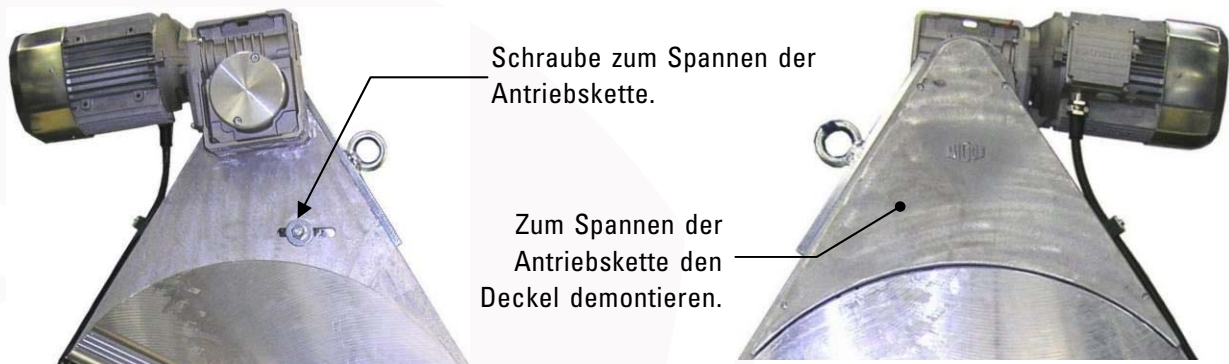 Schraube zum Spannen der
Antriebskette.
Zum Spannen der
Antriebskette den
Deckel demontieren.